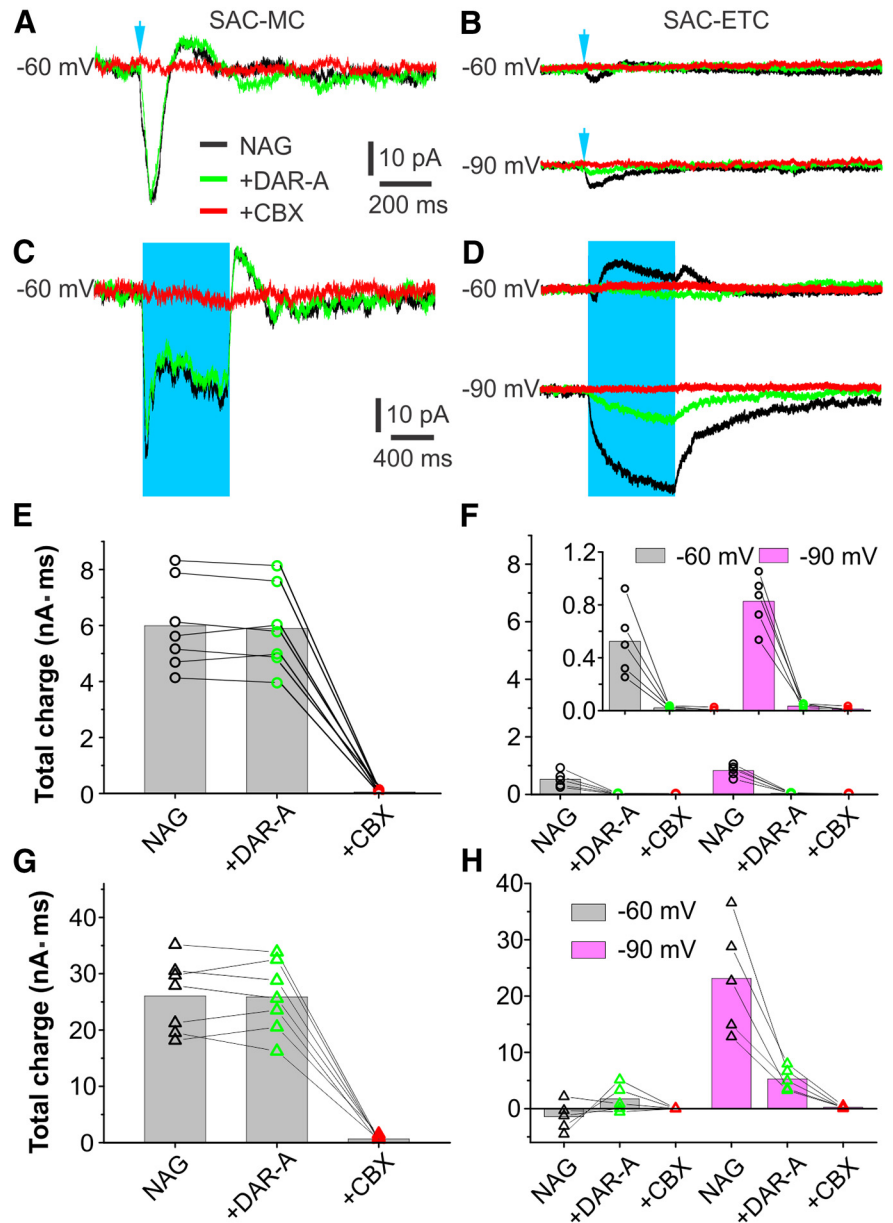 A SAC-MC
B SAC-ETC
-60 mV
-60 mV
-90 mV
NAG
+DAR-A
+CBX
10 pA
200 ms
C
D
-60 mV
-60 mV
-90 mV
10 pA
400 ms
E
Total charge (nA·ms)
8
6
4
2
0
NAG
+DAR-A
+CBX
F
8
7
6
5
4
3
2
1
0
1.2
0.8
0.4
0.0
-60 mV
-90 mV
NAG
+DAR-A
+CBX
NAG
+DAR-A
+CBX
G
Total charge (nA·ms)
40
30
20
10
0
NAG
+DAR-A
+CBX
H
40
30
20
10
0
-60 mV
-90 mV
NAG
+DAR-A
+CBX
NAG
+DAR-A
+CBX